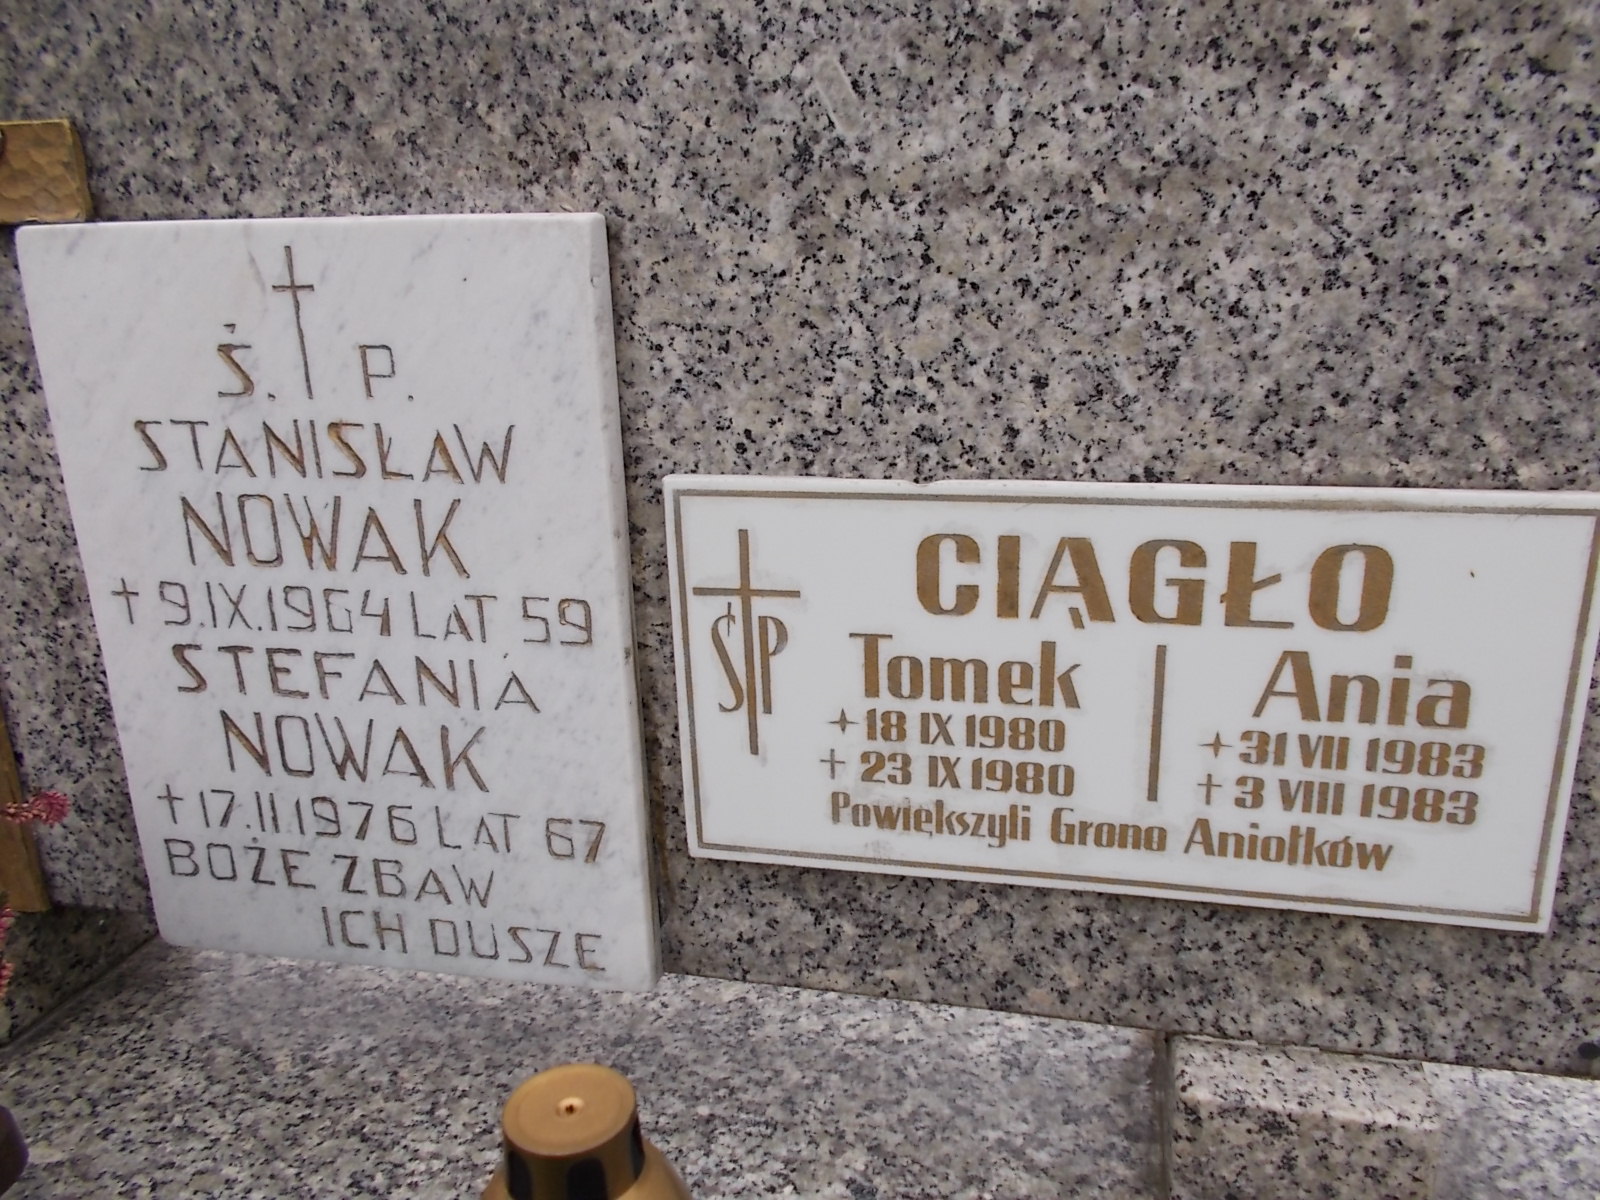 Ś. P.
STANISŁAW
NOWAK
+ 9.IX.1964 LAT 59
STEFANIA
NOWAK
+ 17.II 1976 LAT 67
BOŻE ZBAW
ICH DUSZE
ŚP
CIĄGŁO
Tomek
+ 18 IX 1980
+ 23 IX 1980
Ania
+ 31 VII 1983
+ 3 VIII 1983
Powiększyli Grono Aniołków